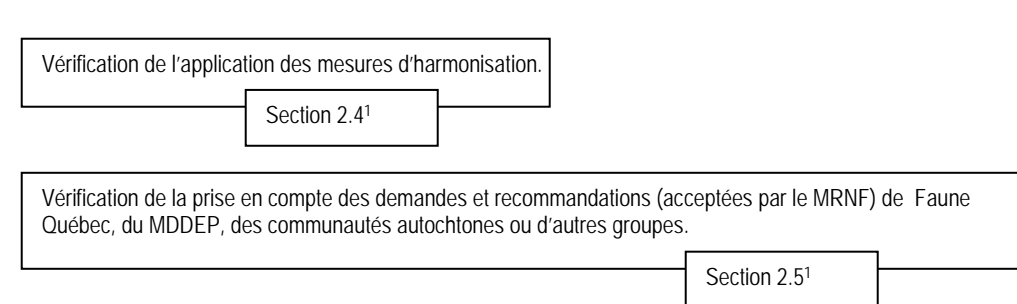 Vérification de l'application des mesures d'harmonisation.
Section 2.4¹
Vérification de la prise en compte des demandes et recommandations (acceptées par le MRNF) de Faune
Québec, du MDDEP, des communautés autochtones ou d'autres groupes.
Section 2.5¹